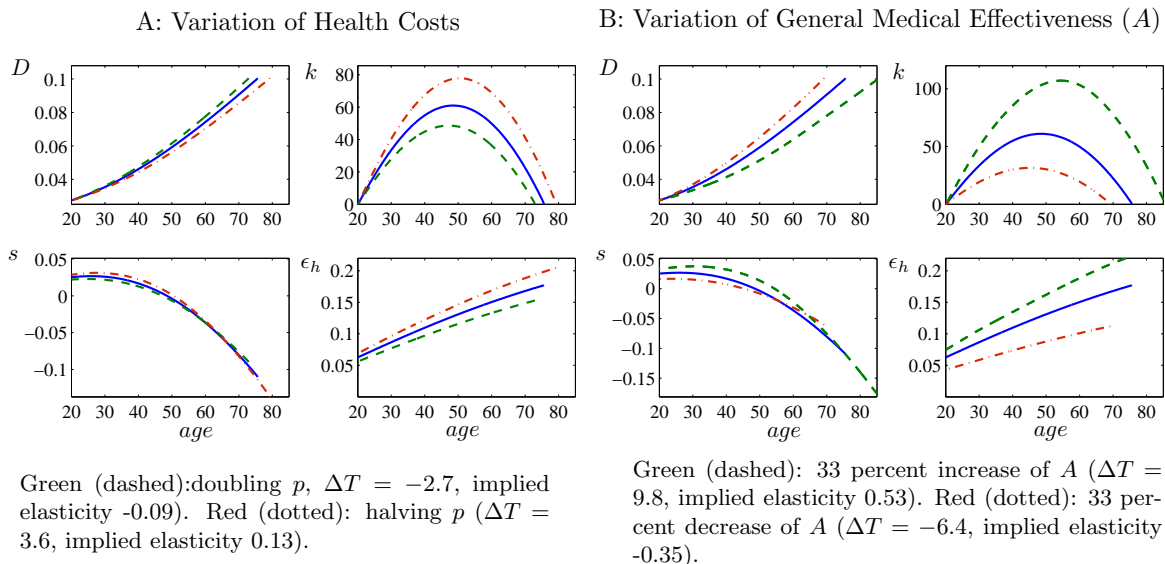 A: Variation of Health Costs
D
0.1
0.08
0.06
0.04
20 30 40 50 60 70 80
k
80
60
40
20
0
20 30 40 50 60 70 80
s
0.05
0
−0.05
−0.1
20 30 40 50 60 70 80
age
ϵh
0.2
0.15
0.1
0.05
20 30 40 50 60 70 80
age
Green (dashed):doubling p, ΔT = −2.7, implied
elasticity -0.09). Red (dotted): halving p (ΔT =
3.6, implied elasticity 0.13).
B: Variation of General Medical Effectiveness (A)
D
0.1
0.08
0.06
0.04
20 30 40 50 60 70 80
k
100
50
0
20 30 40 50 60 70 80
s
0.05
0
−0.05
−0.1
−0.15
20 30 40 50 60 70 80
age
ϵh
0.2
0.15
0.1
0.05
20 30 40 50 60 70 80
age
Green (dashed): 33 percent increase of A (ΔT =
9.8, implied elasticity 0.53). Red (dotted): 33 per-
cent decrease of A (ΔT = −6.4, implied elasticity
-0.35).